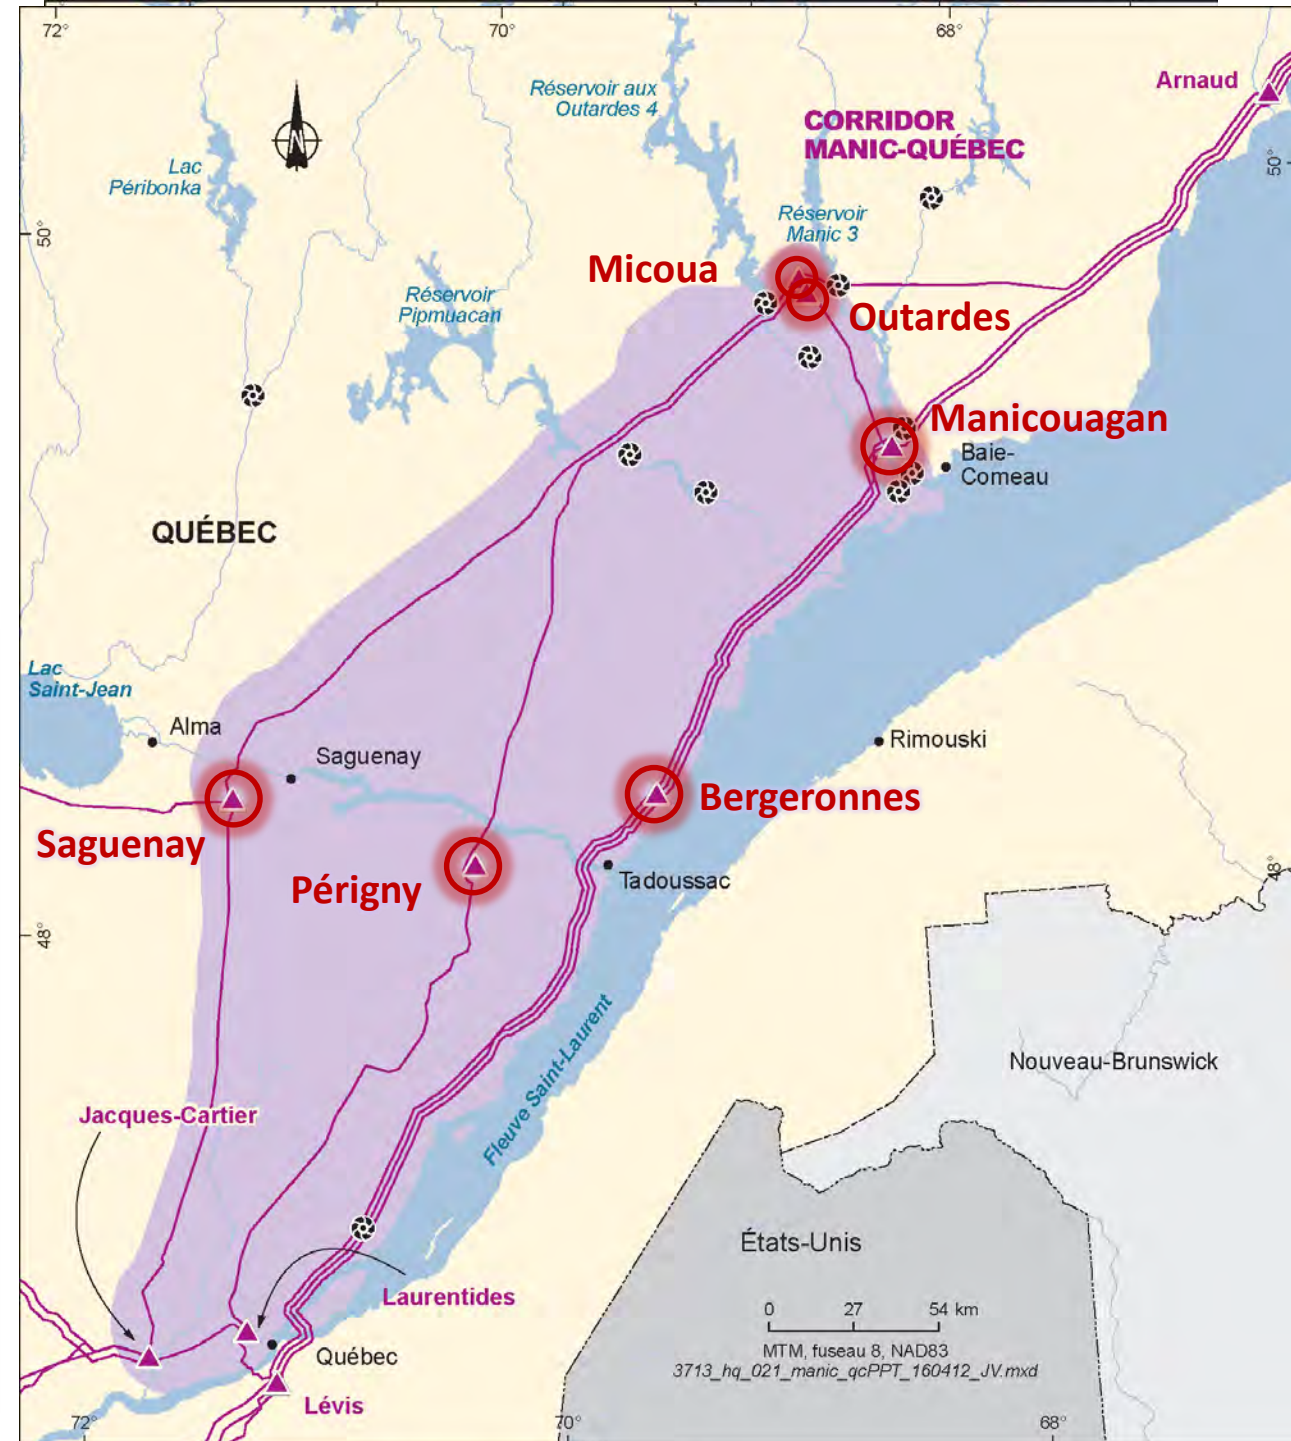 72°
70°
68°
Arnaud
Réservoir aux
Outardes 4
CORRIDOR
MANIC-QUÉBEC
N
50°
Lac
Péribonka
Réservoir
Manic 3
50°
Micoua
Réservoir
Pipmuacan
Outardes
Manicouagan
Baie-
Comeau
QUÉBEC
Lac
Saint-Jean
Alma
Saguenay
Rimouski
Bergeronnes
Saguenay
Périgny
Tadoussac
48°
48°
Fleuve Saint-Laurent
Nouveau-Brunswick
Jacques-Cartier
États-Unis
Laurentides
0 27 54 km
Québec
MTM, fuseau 8, NAD83
3713_hq_021_manic_qcPPT_160412_JV.mxd
Lévis
72°
70°
68°